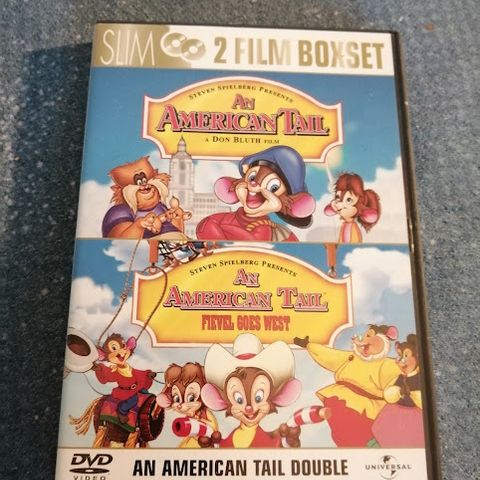 SLIM 2 FILM BOXSET
STEVEN SPIELBERG PRESENTS
AN
AMERICAN TAIL
A DON BLUTH FILM
STEVEN SPIELBERG PRESENTS
AN
AMERICAN TAIL
FIEVEL GOES WEST
DVD
VIDEO
AN AMERICAN TAIL DOUBLE
UNIVERSAL